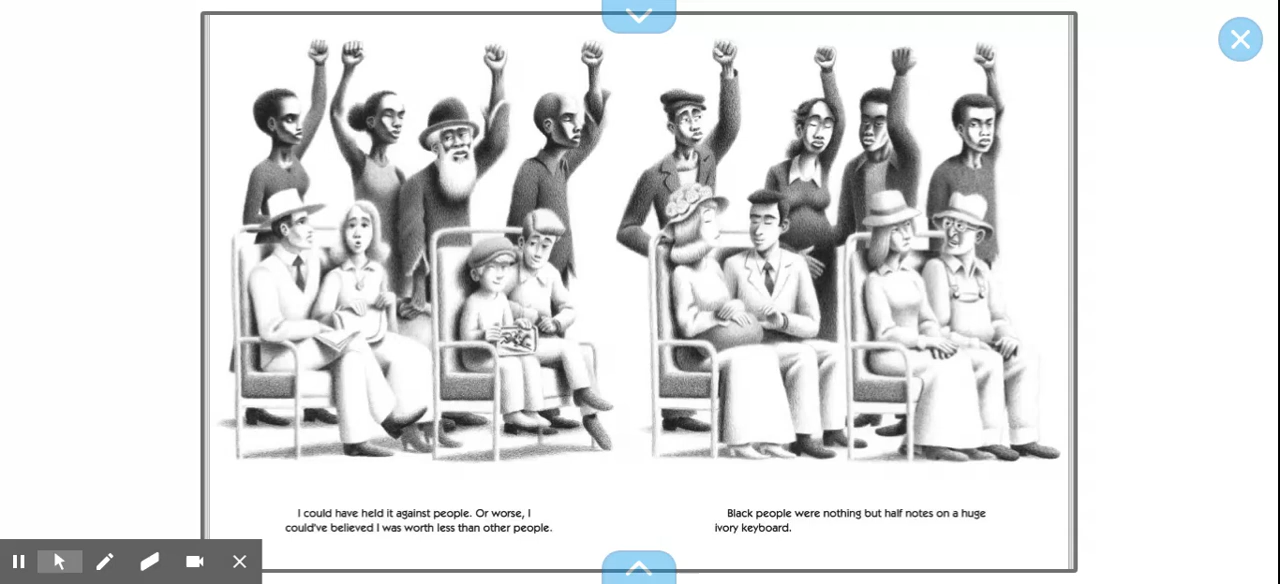 I could have held it against people. Or worse, I
could've believed I was worth less than other people.
Black people were nothing but half notes on a huge
ivory keyboard.